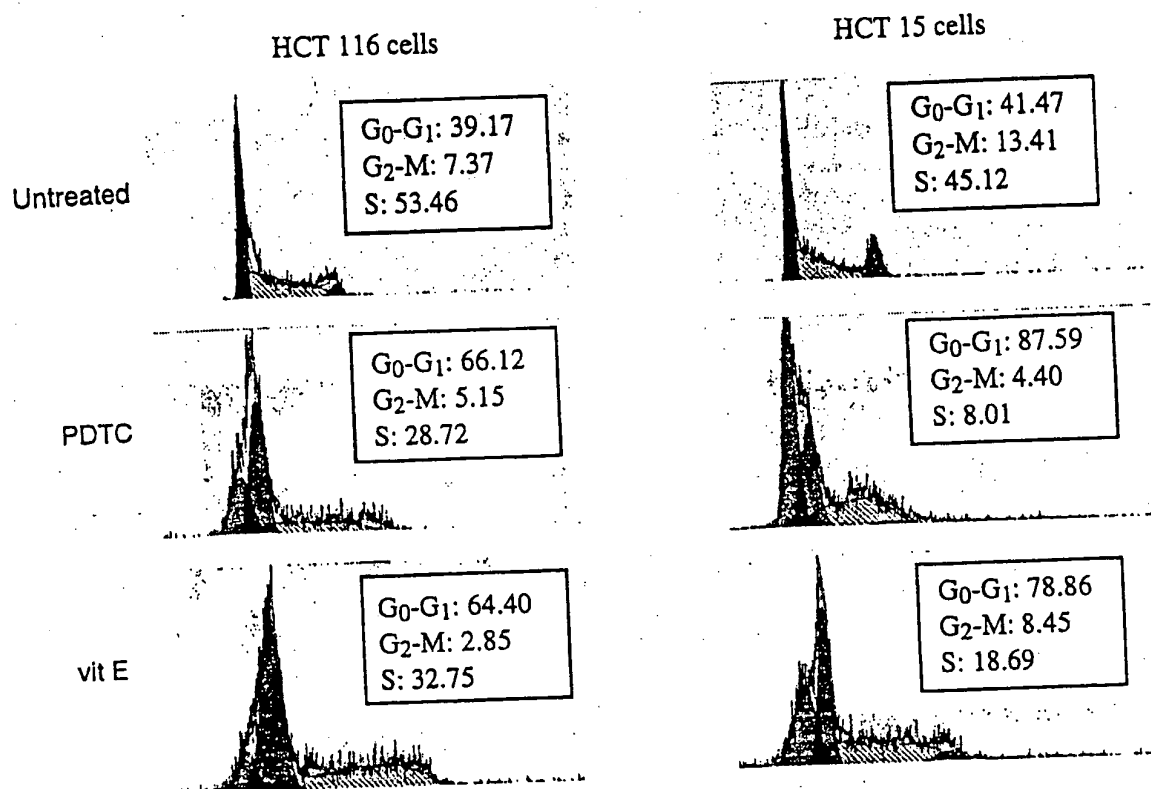 HCT 116 cells
HCT 15 cells
Untreated
G₀-G₁: 39.17
G₂-M: 7.37
S: 53.46
G₀-G₁: 41.47
G₂-M: 13.41
S: 45.12
PDTC
G₀-G₁: 66.12
G₂-M: 5.15
S: 28.72
G₀-G₁: 87.59
G₂-M: 4.40
S: 8.01
vit E
G₀-G₁: 64.40
G₂-M: 2.85
S: 32.75
G₀-G₁: 78.86
G₂-M: 8.45
S: 18.69